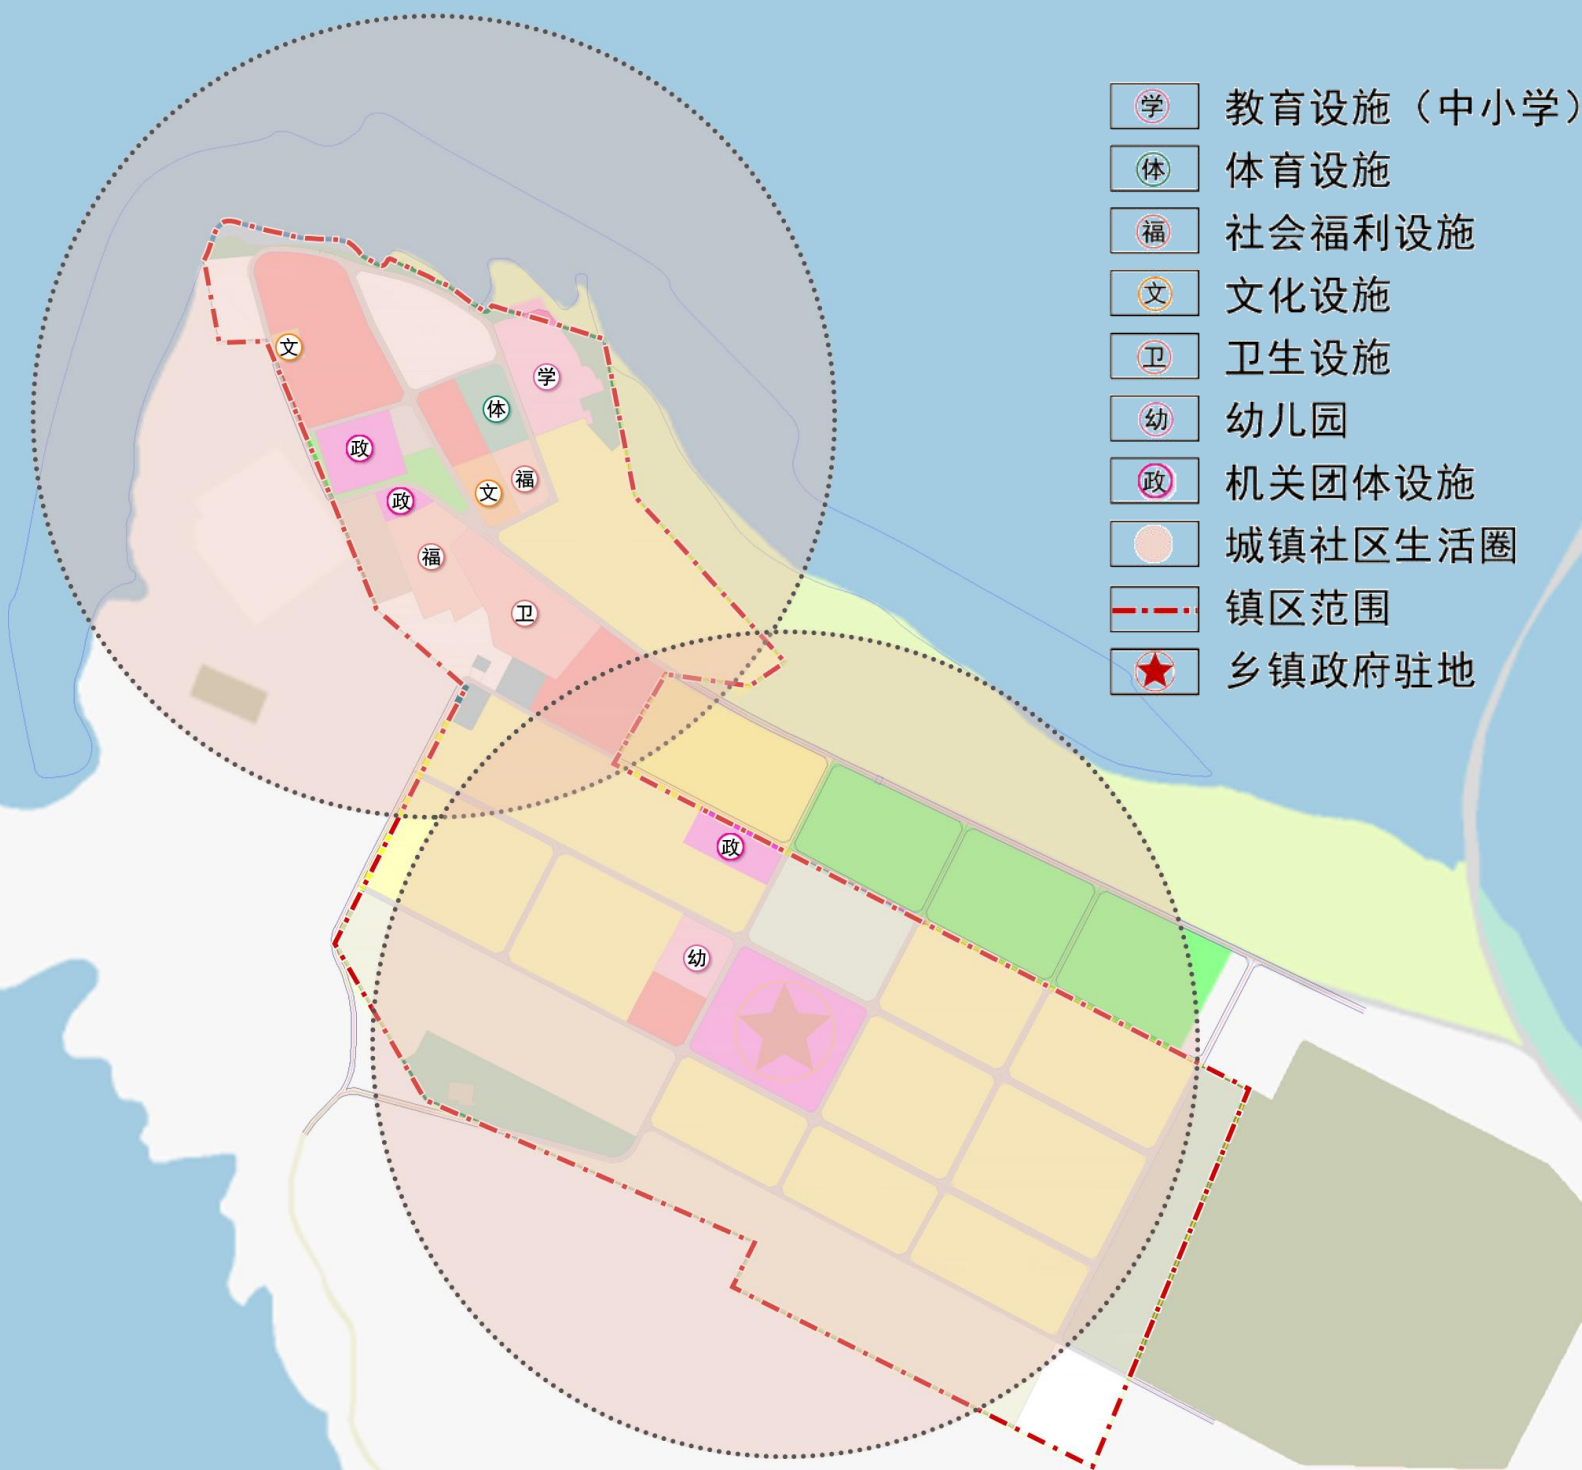 学 教育设施（中小学）
体 体育设施
福 社会福利设施
文 文化设施
卫 卫生设施
幼 幼儿园
政 机关团体设施
城镇社区生活圈
镇区范围
乡镇政府驻地
文
学
体
政
福
文
政
福
卫
政
幼